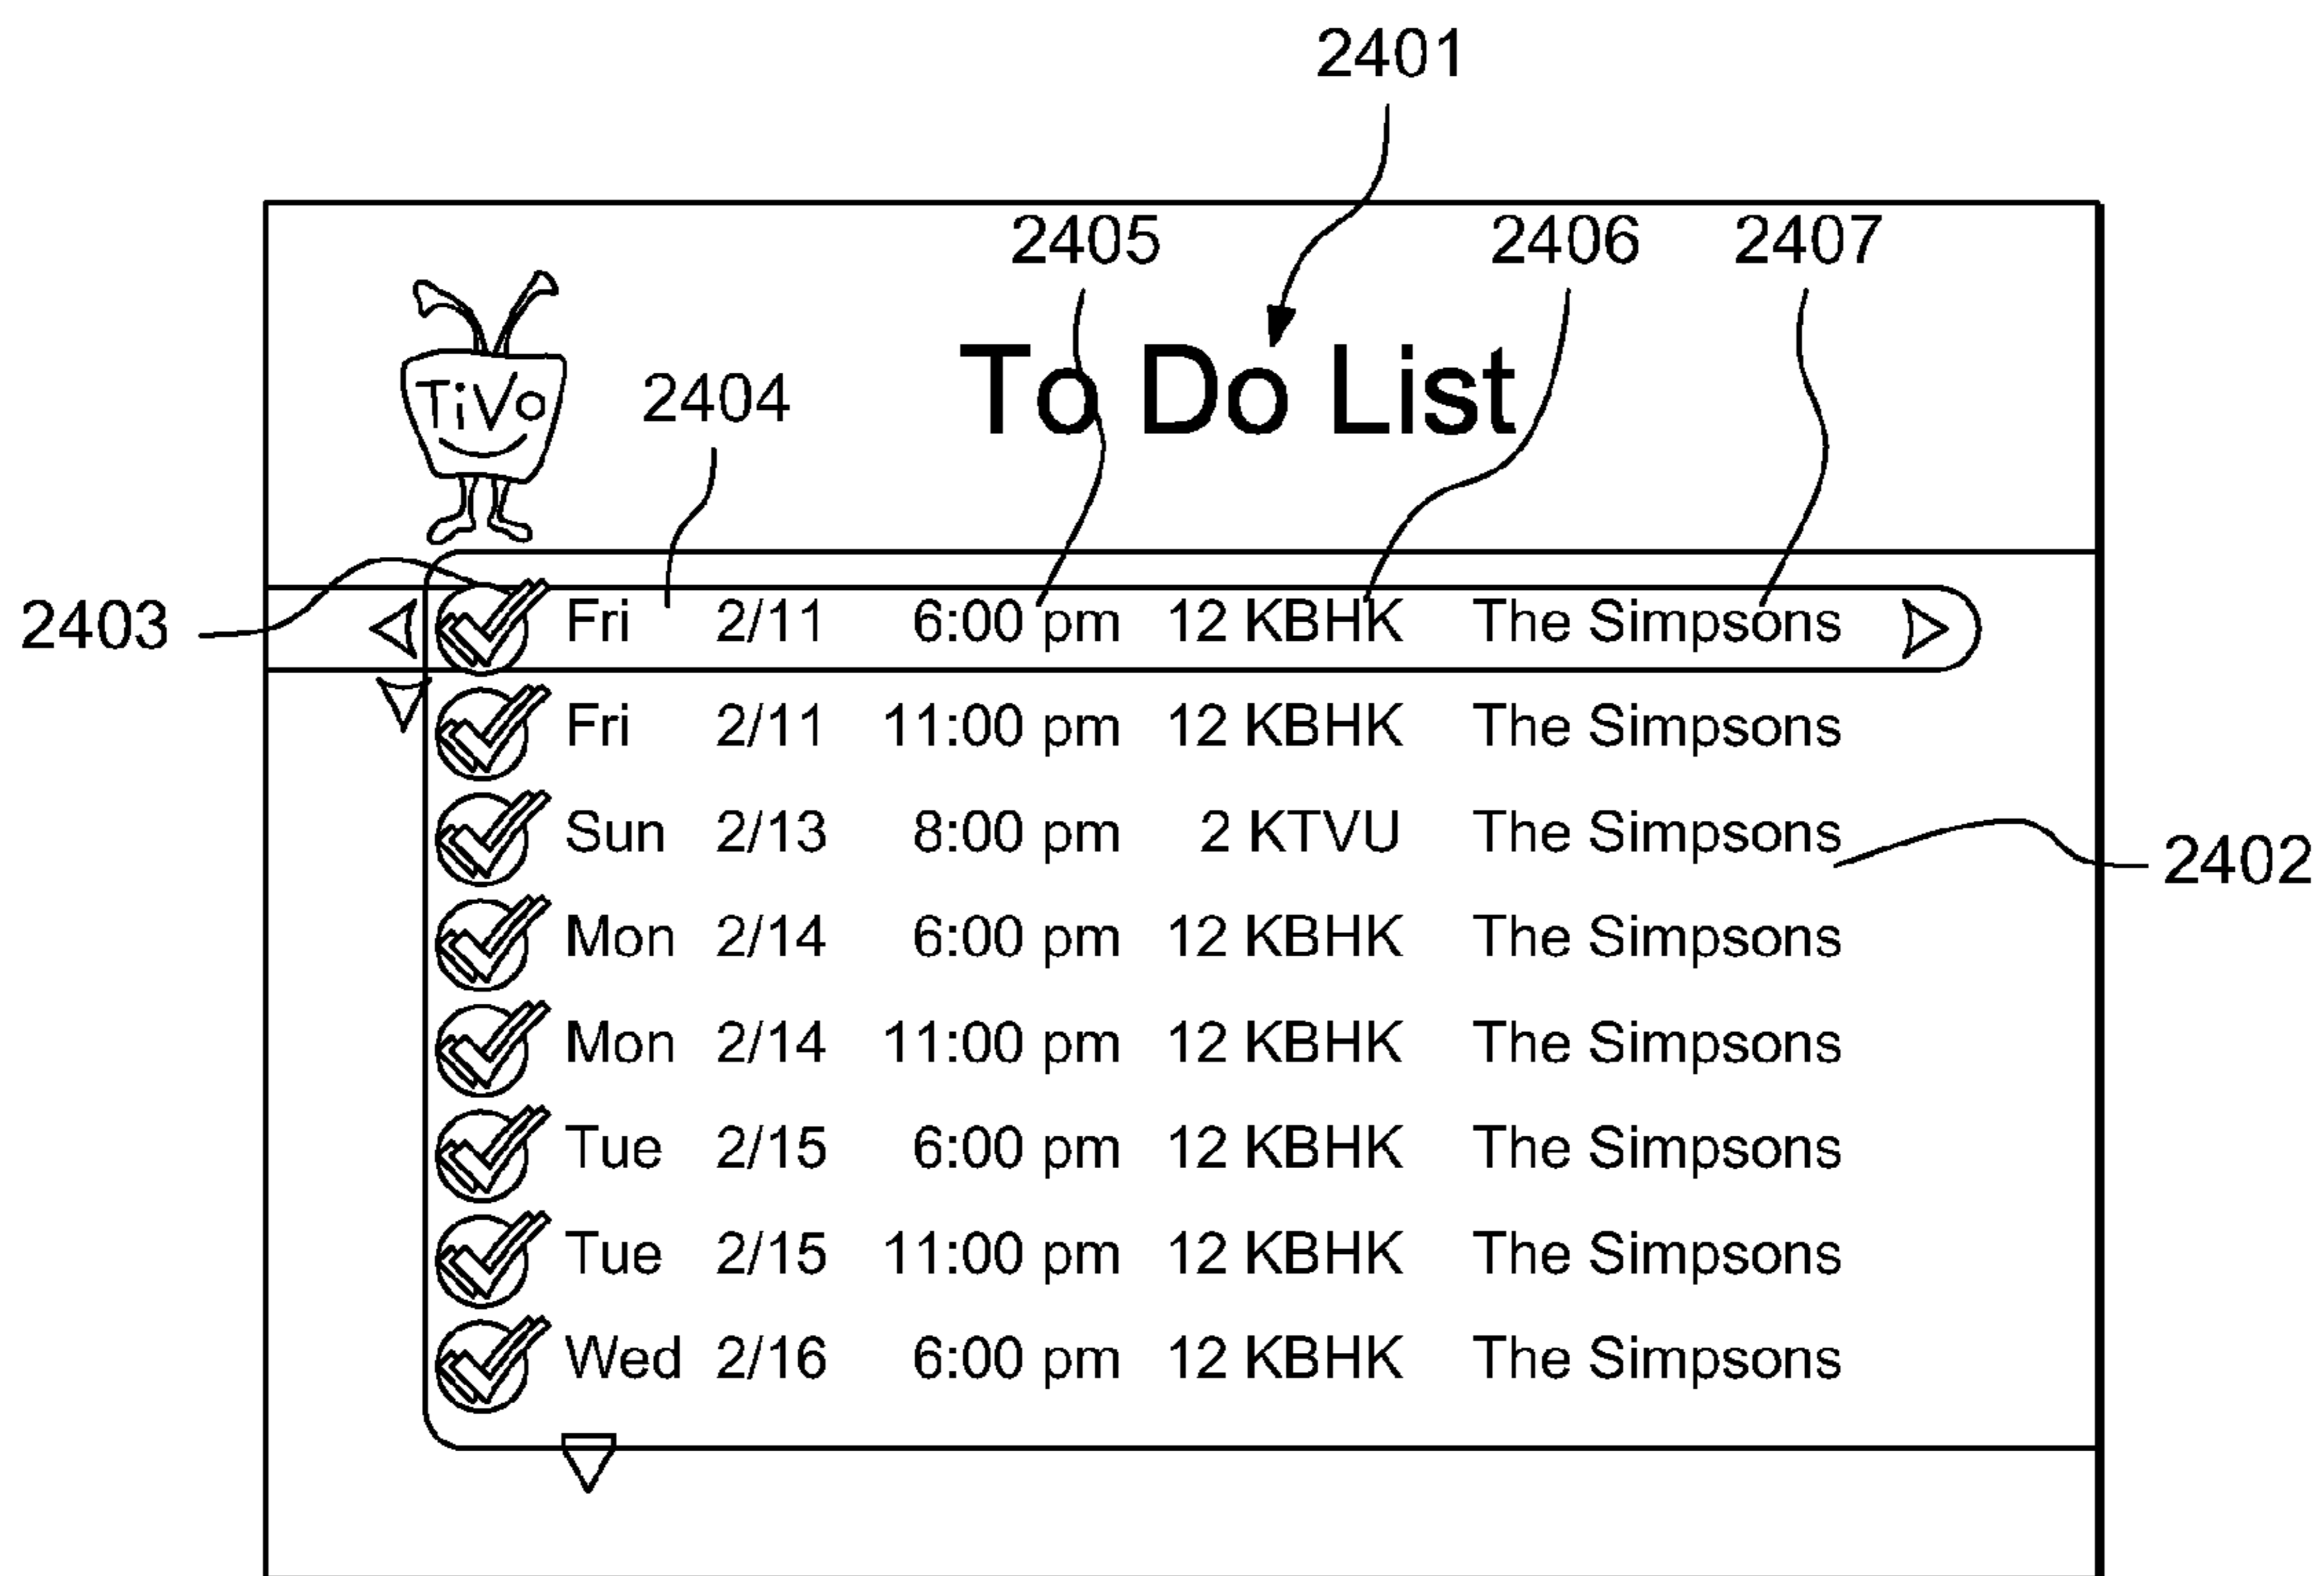 2401
2405 2406 2407
TiVo
2404
To Do List
2403
Fri 2/11 6:00 pm 12 KBHK The Simpsons
Fri 2/11 11:00 pm 12 KBHK The Simpsons
Sun 2/13 8:00 pm 2 KTVU The Simpsons
2402
Mon 2/14 6:00 pm 12 KBHK The Simpsons
Mon 2/14 11:00 pm 12 KBHK The Simpsons
Tue 2/15 6:00 pm 12 KBHK The Simpsons
Tue 2/15 11:00 pm 12 KBHK The Simpsons
Wed 2/16 6:00 pm 12 KBHK The Simpsons